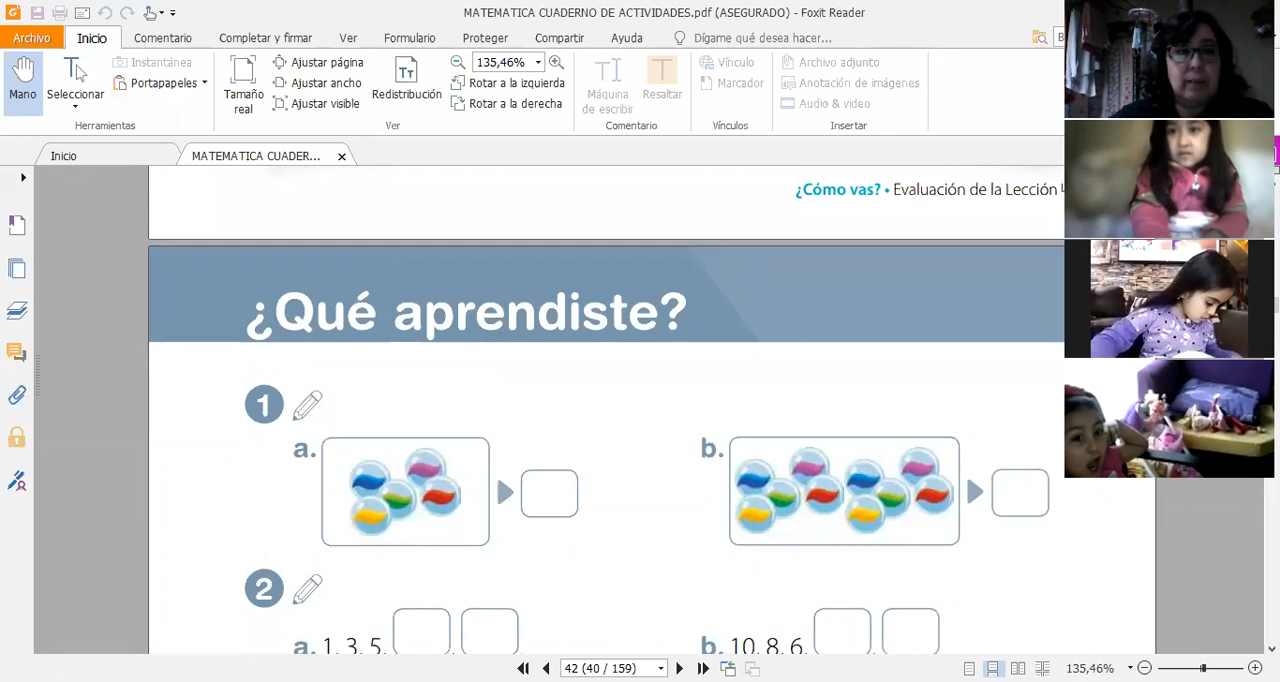 MATEMATICA CUADERNO DE ACTIVIDADES.pdf (ASEGURADO) - Foxit Reader
Archivo Inicio Comentario Completar y firmar Ver Formulario Proteger Compartir Ayuda Dígame qué desea hacer...
Mano
Seleccionar
Instantánea
Portapapeles
Herramientas
Tamaño real
Ajustar página
Ajustar ancho
Ajustar visible
Redistribución
135,46%
Rotar a la izquierda
Rotar a la derecha
Ver
Máquina de escribir
Resaltar
Comentario
Vínculo
Marcador
Vínculos
Archivo adjunto
Anotación de imágenes
Audio & video
Insertar
Inicio
MATEMATICA CUADER...
¿Cómo vas? • Evaluación de la Lección
¿Qué aprendiste?
1
a.
b.
2
a. 1, 3, 5, ,
b. 10, 8, 6, ,
42 (40 / 159)
135,46%